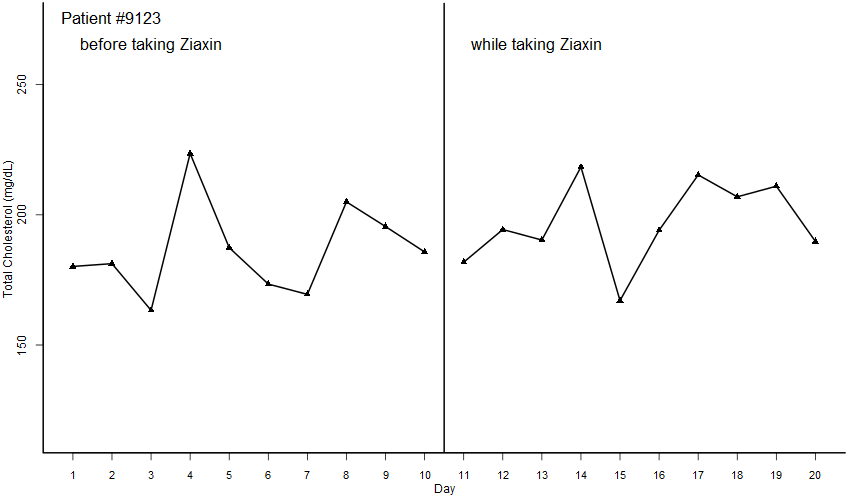 Patient #9123
before taking Ziaxin
while taking Ziaxin
250
200
150
Total Cholesterol (mg/dL)
1 2 3 4 5 6 7 8 9 10 11 12 13 14 15 16 17 18 19 20
Day